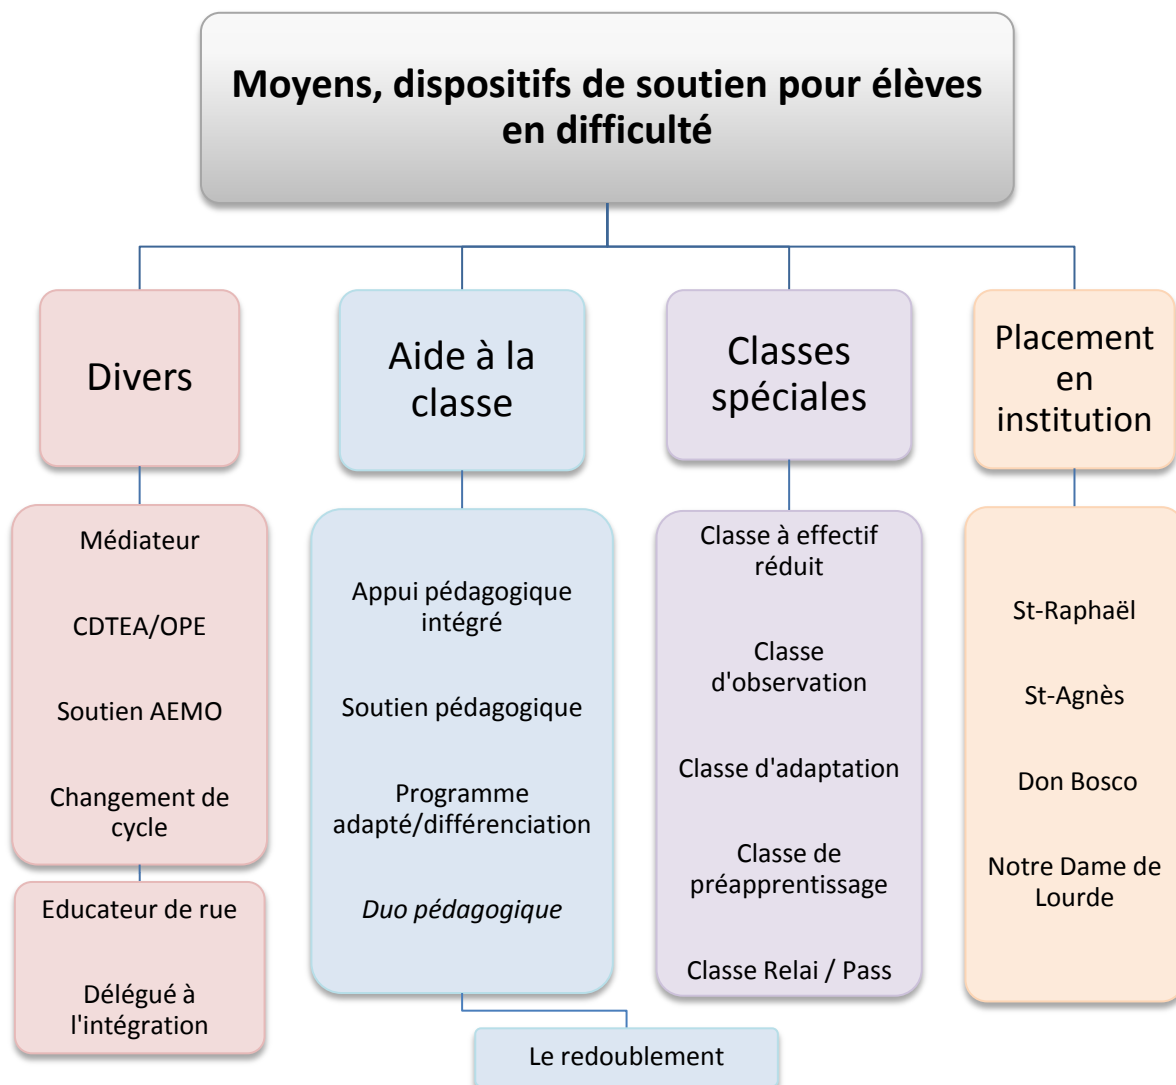 Moyens, dispositifs de soutien pour élèves
en difficulté
Divers
Médiateur
CDTEA/OPE
Soutien AEMO
Changement de
cycle
Educateur de rue
Délégué à
l'intégration
Aide à la
classe
Appui pédagogique
intégré
Soutien pédagogique
Programme
adapté/différenciation
Duo pédagogique
Le redoublement
Classes
spéciales
Classe à effectif
réduit
Classe
d'observation
Classe d'adaptation
Classe de
préapprentissage
Classe Relai / Pass
Placement
en
institution
St-Raphaël
St-Agnès
Don Bosco
Notre Dame de
Lourde